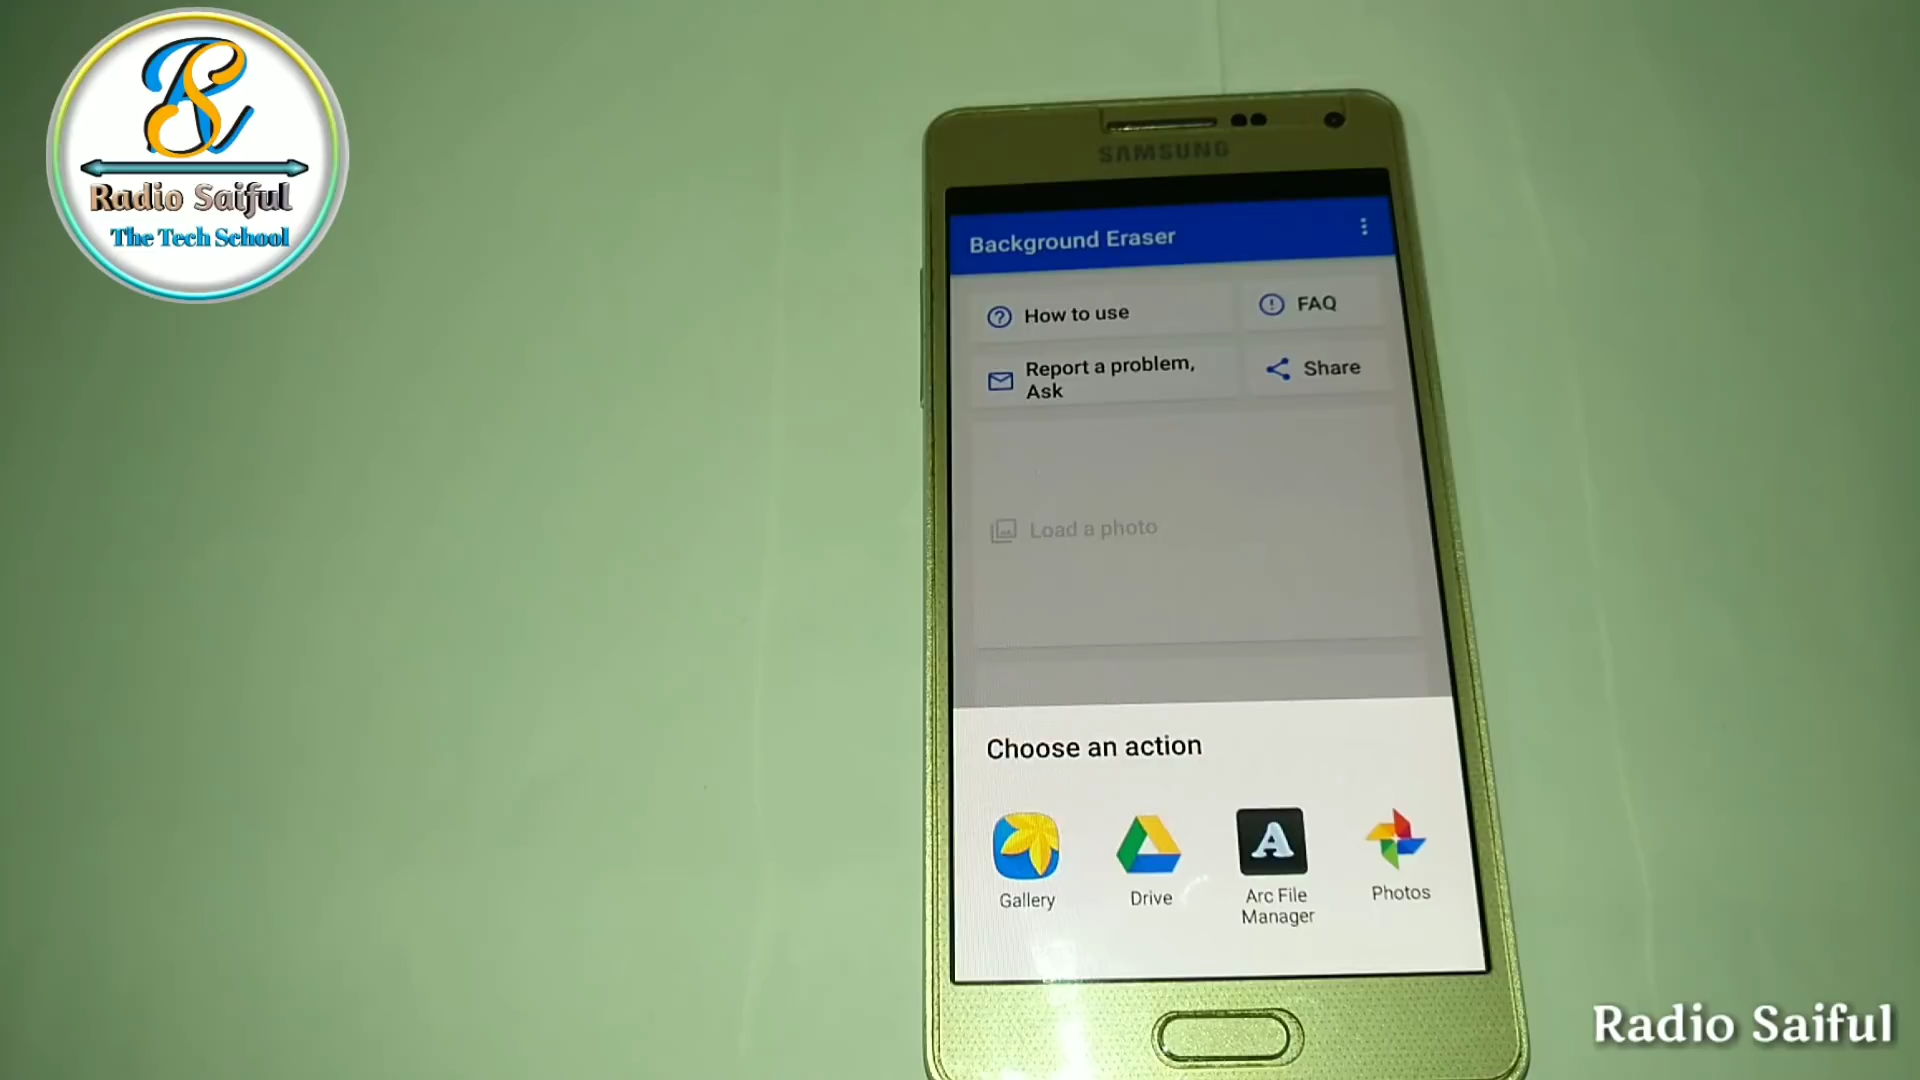 RS
Radio Saiful
The Tech School
SAMSUNG
Background Eraser
How to use
FAQ
Report a problem,
Ask
Share
Load a photo
Choose an action
Gallery
Drive
A
Arc File
Manager
Photos
Radio Saiful